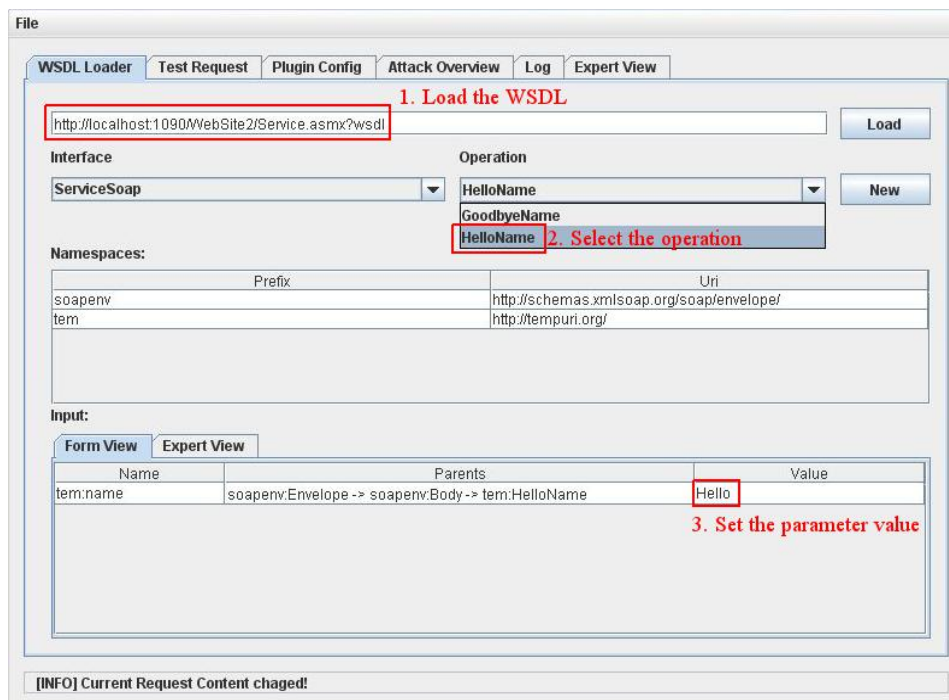 File
WSDL Loader Test Request Plugin Config Attack Overview Log Expert View
1. Load the WSDL
http://localhost:1090/WebSite2/Service.asmx?wsdl Load
Interface Operation
ServiceSoap HelloName New
GoodbyeName
HelloName 2. Select the operation
Namespaces:
Prefix Uri
soapenv http://schemas.xmlsoap.org/soap/envelope/
tem http://tempuri.org/
Input:
Form View Expert View
Name Parents Value
tem:name soapenv:Envelope -> soapenv:Body -> tem:HelloName Hello
3. Set the parameter value
[INFO] Current Request Content chaged!